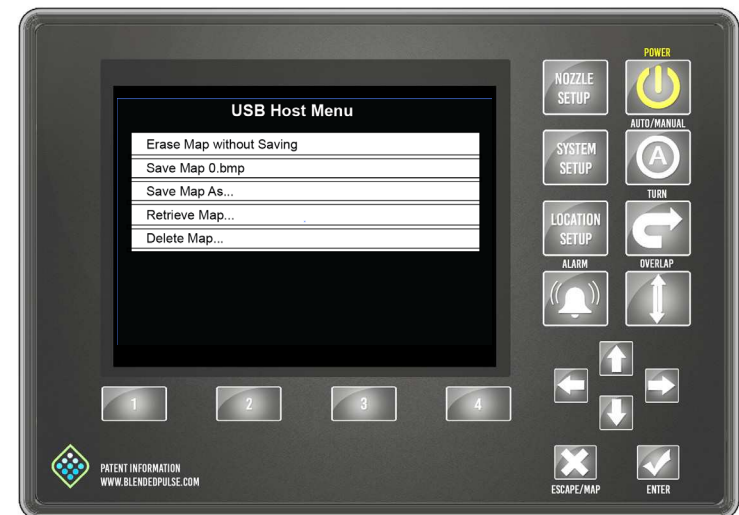 USB Host Menu
Erase Map without Saving
Save Map 0.bmp
Save Map As...
Retrieve Map...
Delete Map...
POWER
NOZZLE
SETUP
AUTO/MANUAL
SYSTEM
SETUP
A
TURN
LOCATION
SETUP
ALARM
OVERLAP
1
2
3
4
PATENT INFORMATION
WWW.BLENDEDPULSE.COM
ESCAPE/MAP
ENTER